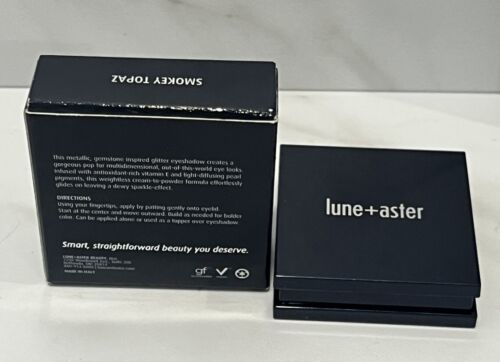 SMOKEY TOPAZ
This metallic, gemstone inspired glitter eyeshadow creates a
gorgeous pop for multidimensional, out-of-this-world eye looks.
Infused with antioxidant-rich vitamin E and light-diffusing pearl
pigments, this weightless cream-to-powder formula effortlessly
glides on leaving a dewy sparkle-effect.
DIRECTIONS
Using your fingertips, apply by patting gently onto eyelid.
Start at the center and move outward. Build as needed for bolder
color. Can be applied alone or used as a topper over eyeshadow.
Smart, straightforward beauty you deserve.
LUNE+ASTER BEAUTY,
MADE IN ITALY
gf
lune+aster